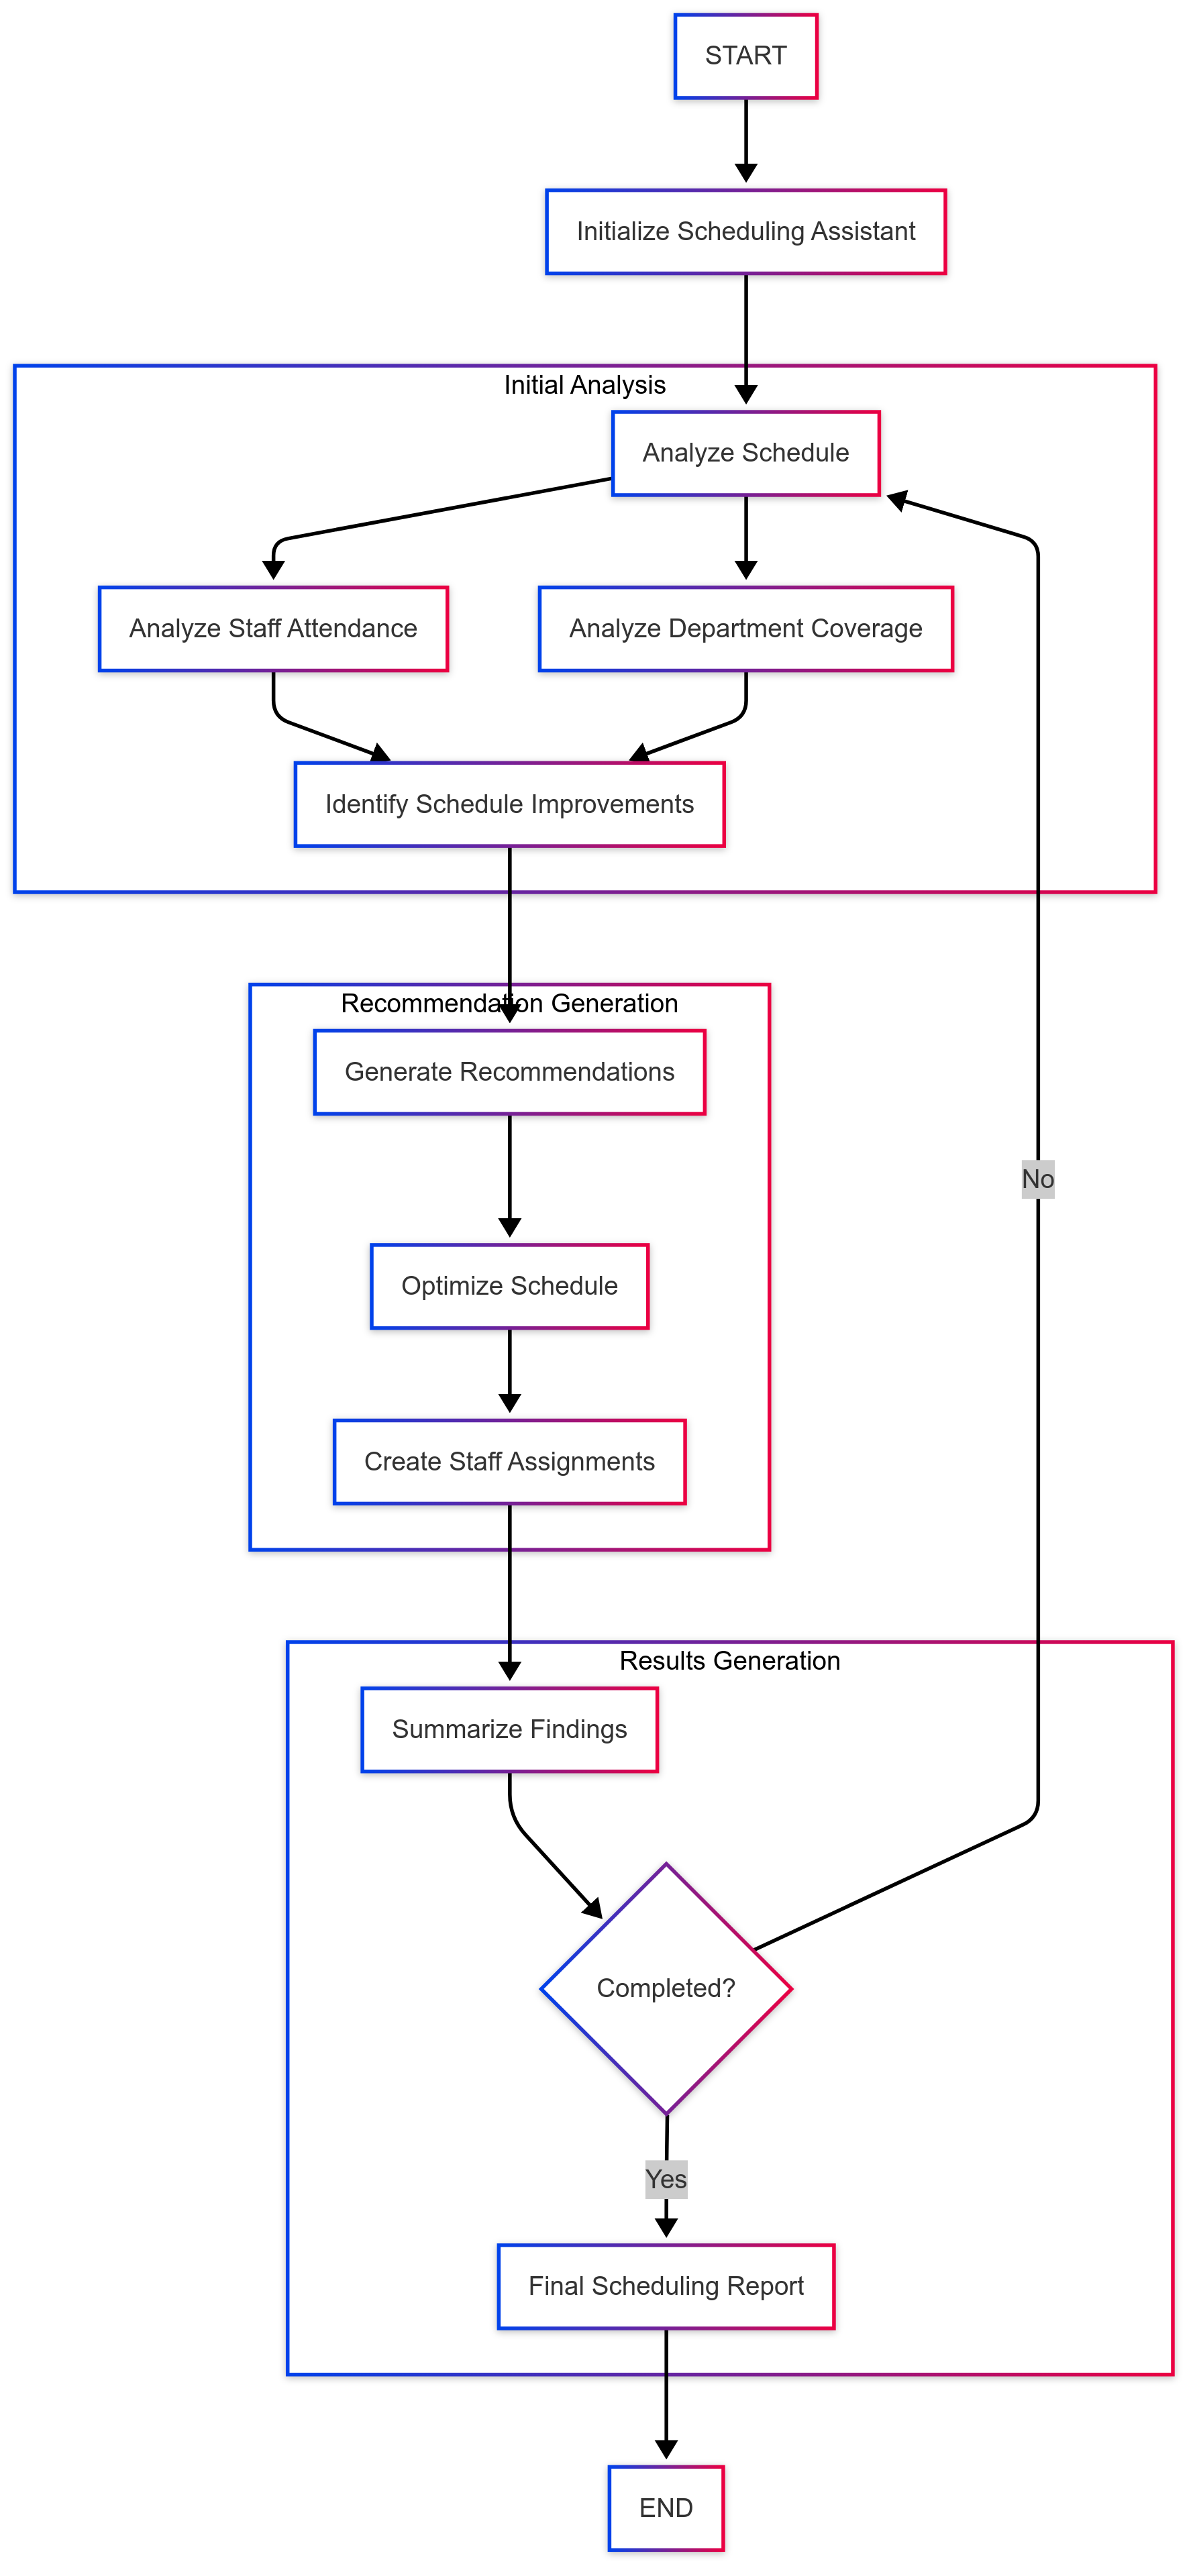 START
Initialize Scheduling Assistant
Initial Analysis
Analyze Schedule
Analyze Staff Attendance
Analyze Department Coverage
Identify Schedule Improvements
Recommendation Generation
Generate Recommendations
No
Optimize Schedule
Create Staff Assignments
Results Generation
Summarize Findings
Completed?
Yes
Final Scheduling Report
END